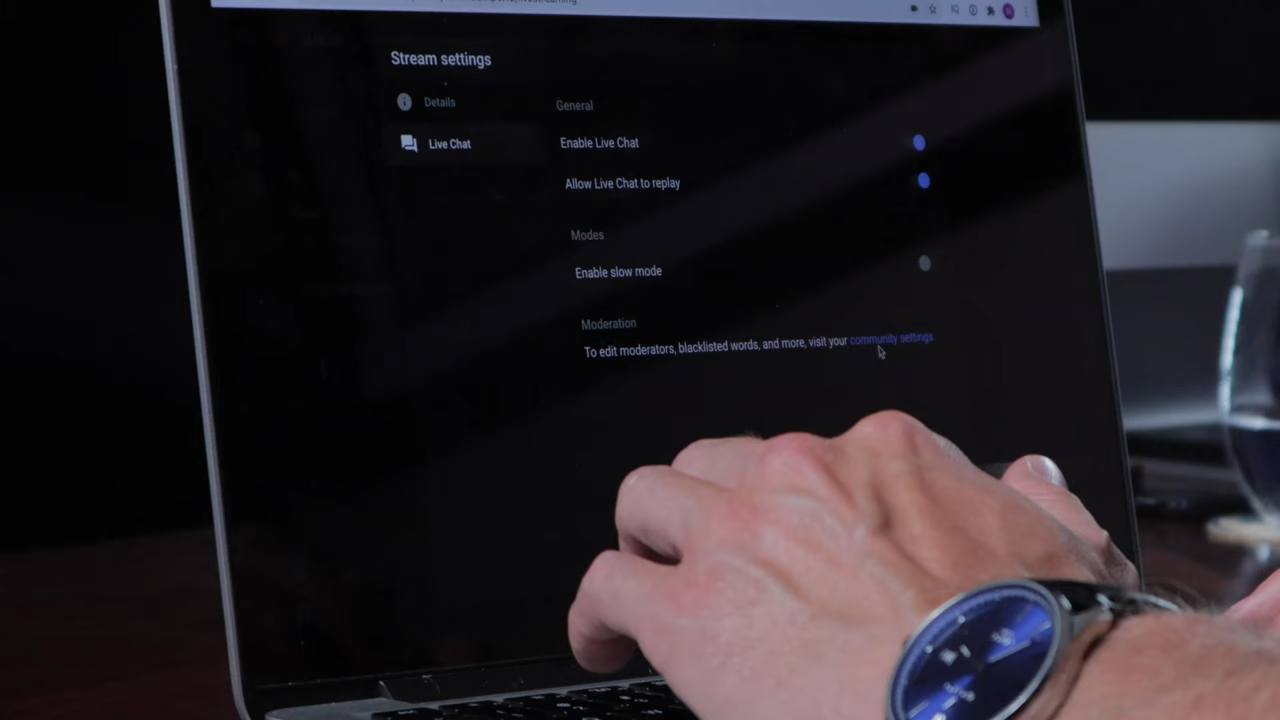 Stream settings
Details
General
Live Chat
Enable Live Chat
Allow Live Chat to replay
Modes
Enable slow mode
Moderation
To edit moderators, blacklisted words, and more, visit your community settings